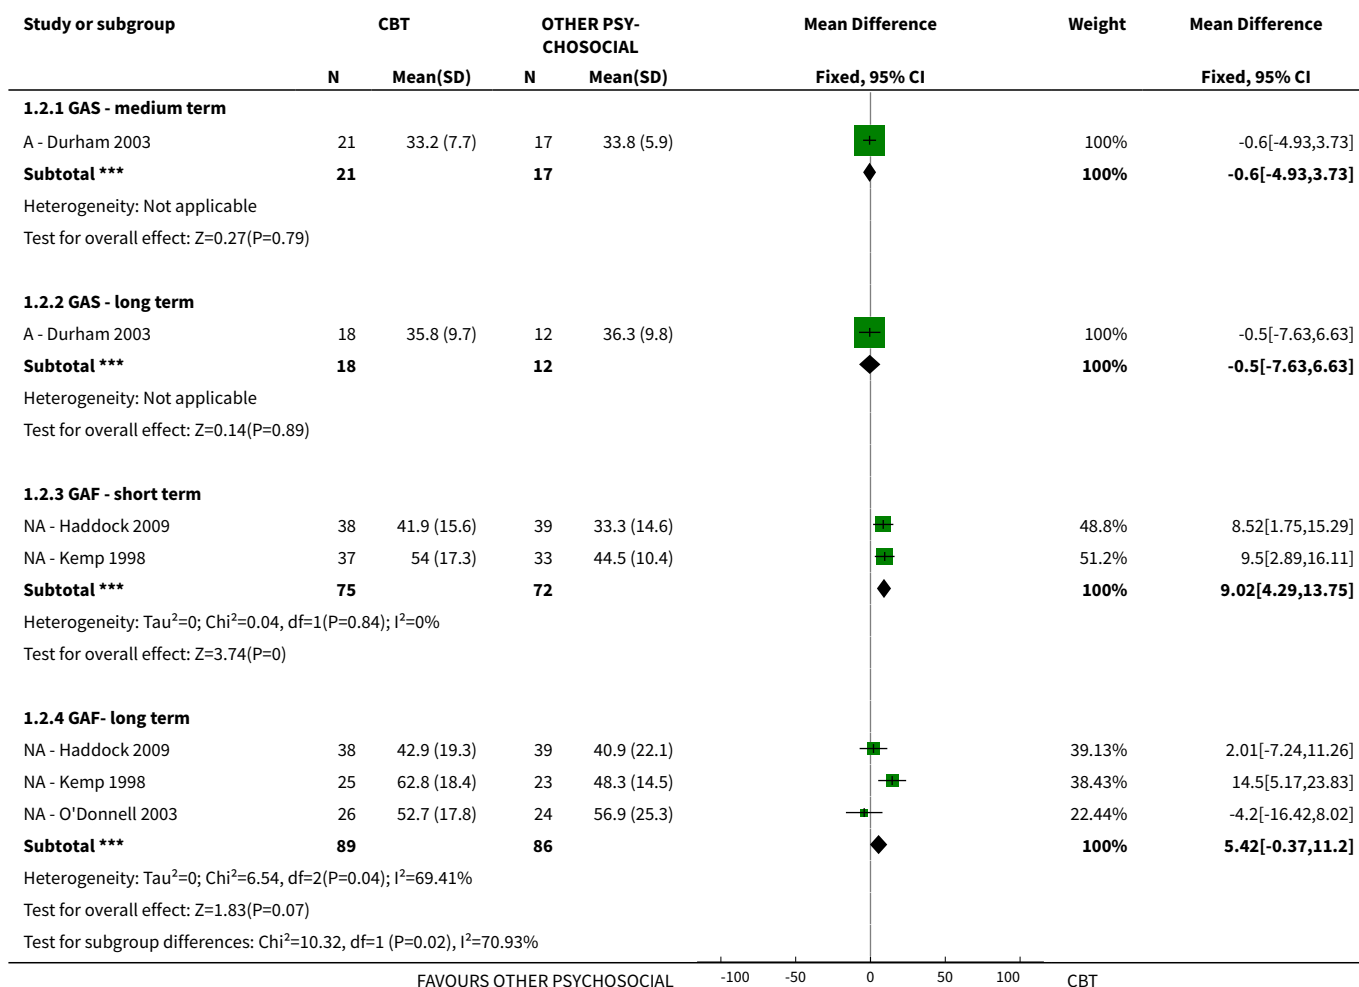 Study or subgroup CBT OTHER PSY-CHOSOCIAL Mean Difference Weight Mean Difference
N Mean(SD) N Mean(SD) Fixed, 95% CI Fixed, 95% CI
1.2.1 GAS - medium term
A - Durham 2003 21 33.2 (7.7) 17 33.8 (5.9) 100% -0.6[-4.93,3.73]
Subtotal *** 21 17 100% -0.6[-4.93,3.73]
Heterogeneity: Not applicable
Test for overall effect: Z=0.27(P=0.79)
1.2.2 GAS - long term
A - Durham 2003 18 35.8 (9.7) 12 36.3 (9.8) 100% -0.5[-7.63,6.63]
Subtotal *** 18 12 100% -0.5[-7.63,6.63]
Heterogeneity: Not applicable
Test for overall effect: Z=0.14(P=0.89)
1.2.3 GAF - short term
NA - Haddock 2009 38 41.9 (15.6) 39 33.3 (14.6) 48.8% 8.52[1.75,15.29]
NA - Kemp 1998 37 54 (17.3) 33 44.5 (10.4) 51.2% 9.5[2.89,16.11]
Subtotal *** 75 72 100% 9.02[4.29,13.75]
Heterogeneity: Tau²=0; Chi²=0.04, df=1(P=0.84); I²=0%
Test for overall effect: Z=3.74(P=0)
1.2.4 GAF- long term
NA - Haddock 2009 38 42.9 (19.3) 39 40.9 (22.1) 39.13% 2.01[-7.24,11.26]
NA - Kemp 1998 25 62.8 (18.4) 23 48.3 (14.5) 38.43% 14.5[5.17,23.83]
NA - O'Donnell 2003 26 52.7 (17.8) 24 56.9 (25.3) 22.44% -4.2[-16.42,8.02]
Subtotal *** 89 86 100% 5.42[-0.37,11.2]
Heterogeneity: Tau²=0; Chi²=6.54, df=2(P=0.04); I²=69.41%
Test for overall effect: Z=1.83(P=0.07)
Test for subgroup differences: Chi²=10.32, df=1 (P=0.02), I²=70.93%
FAVOURS OTHER PSYCHOSOCIAL -100 -50 0 50 100 CBT